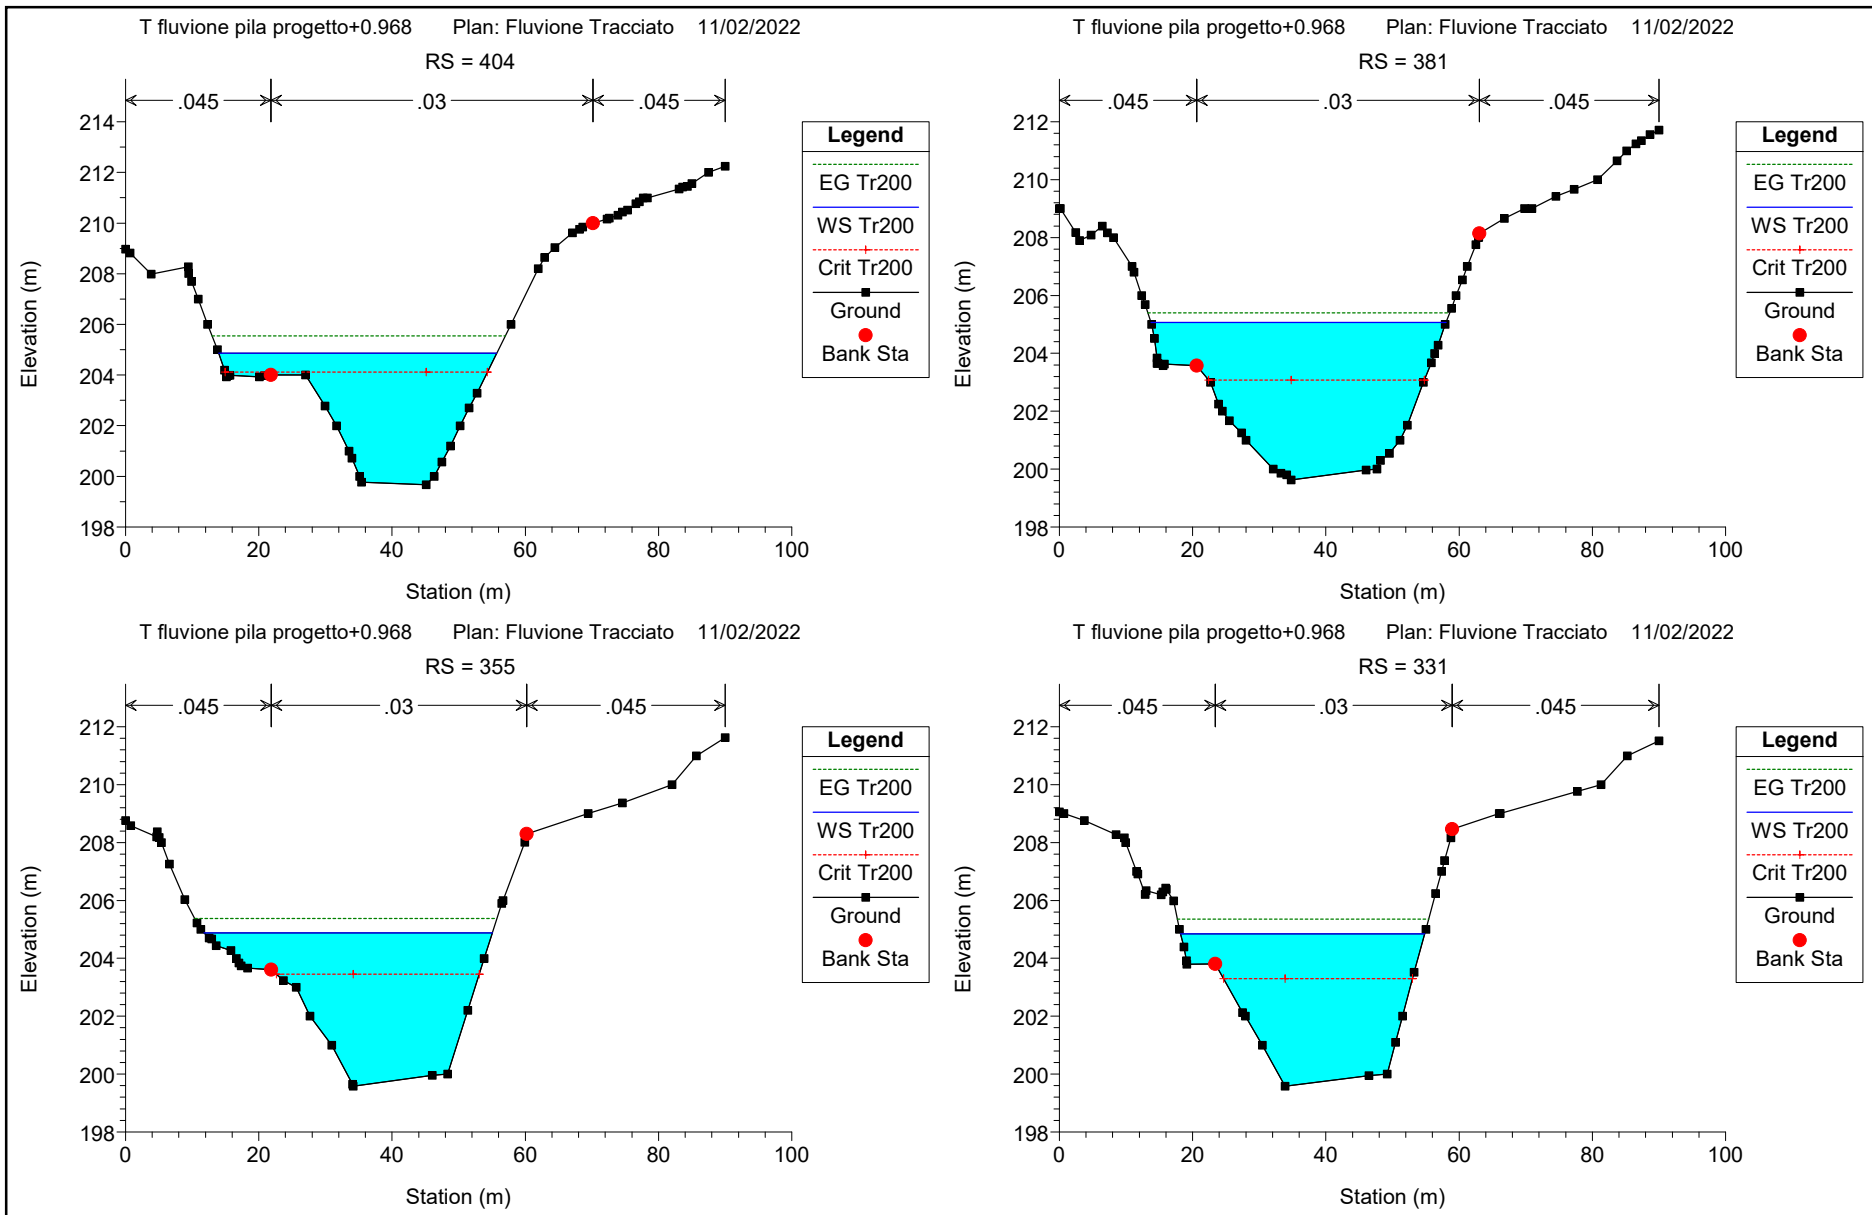 T fluvione pila progetto+0.968 Plan: Fluvione Tracciato 11/02/2022
RS = 404
.045 .03 .045
214
212
210
208
206
204
202
200
198
0 20 40 60 80 100
Station (m)
Elevation (m)
Legend
EG Tr200
WS Tr200
Crit Tr200
Ground
Bank Sta
T fluvione pila progetto+0.968 Plan: Fluvione Tracciato 11/02/2022
RS = 381
.045 .03 .045
212
210
208
206
204
202
200
198
0 20 40 60 80 100
Station (m)
Elevation (m)
Legend
EG Tr200
WS Tr200
Crit Tr200
Ground
Bank Sta
T fluvione pila progetto+0.968 Plan: Fluvione Tracciato 11/02/2022
RS = 355
.045 .03 .045
212
210
208
206
204
202
200
198
0 20 40 60 80 100
Station (m)
Elevation (m)
Legend
EG Tr200
WS Tr200
Crit Tr200
Ground
Bank Sta
T fluvione pila progetto+0.968 Plan: Fluvione Tracciato 11/02/2022
RS = 331
.045 .03 .045
212
210
208
206
204
202
200
198
0 20 40 60 80 100
Station (m)
Elevation (m)
Legend
EG Tr200
WS Tr200
Crit Tr200
Ground
Bank Sta